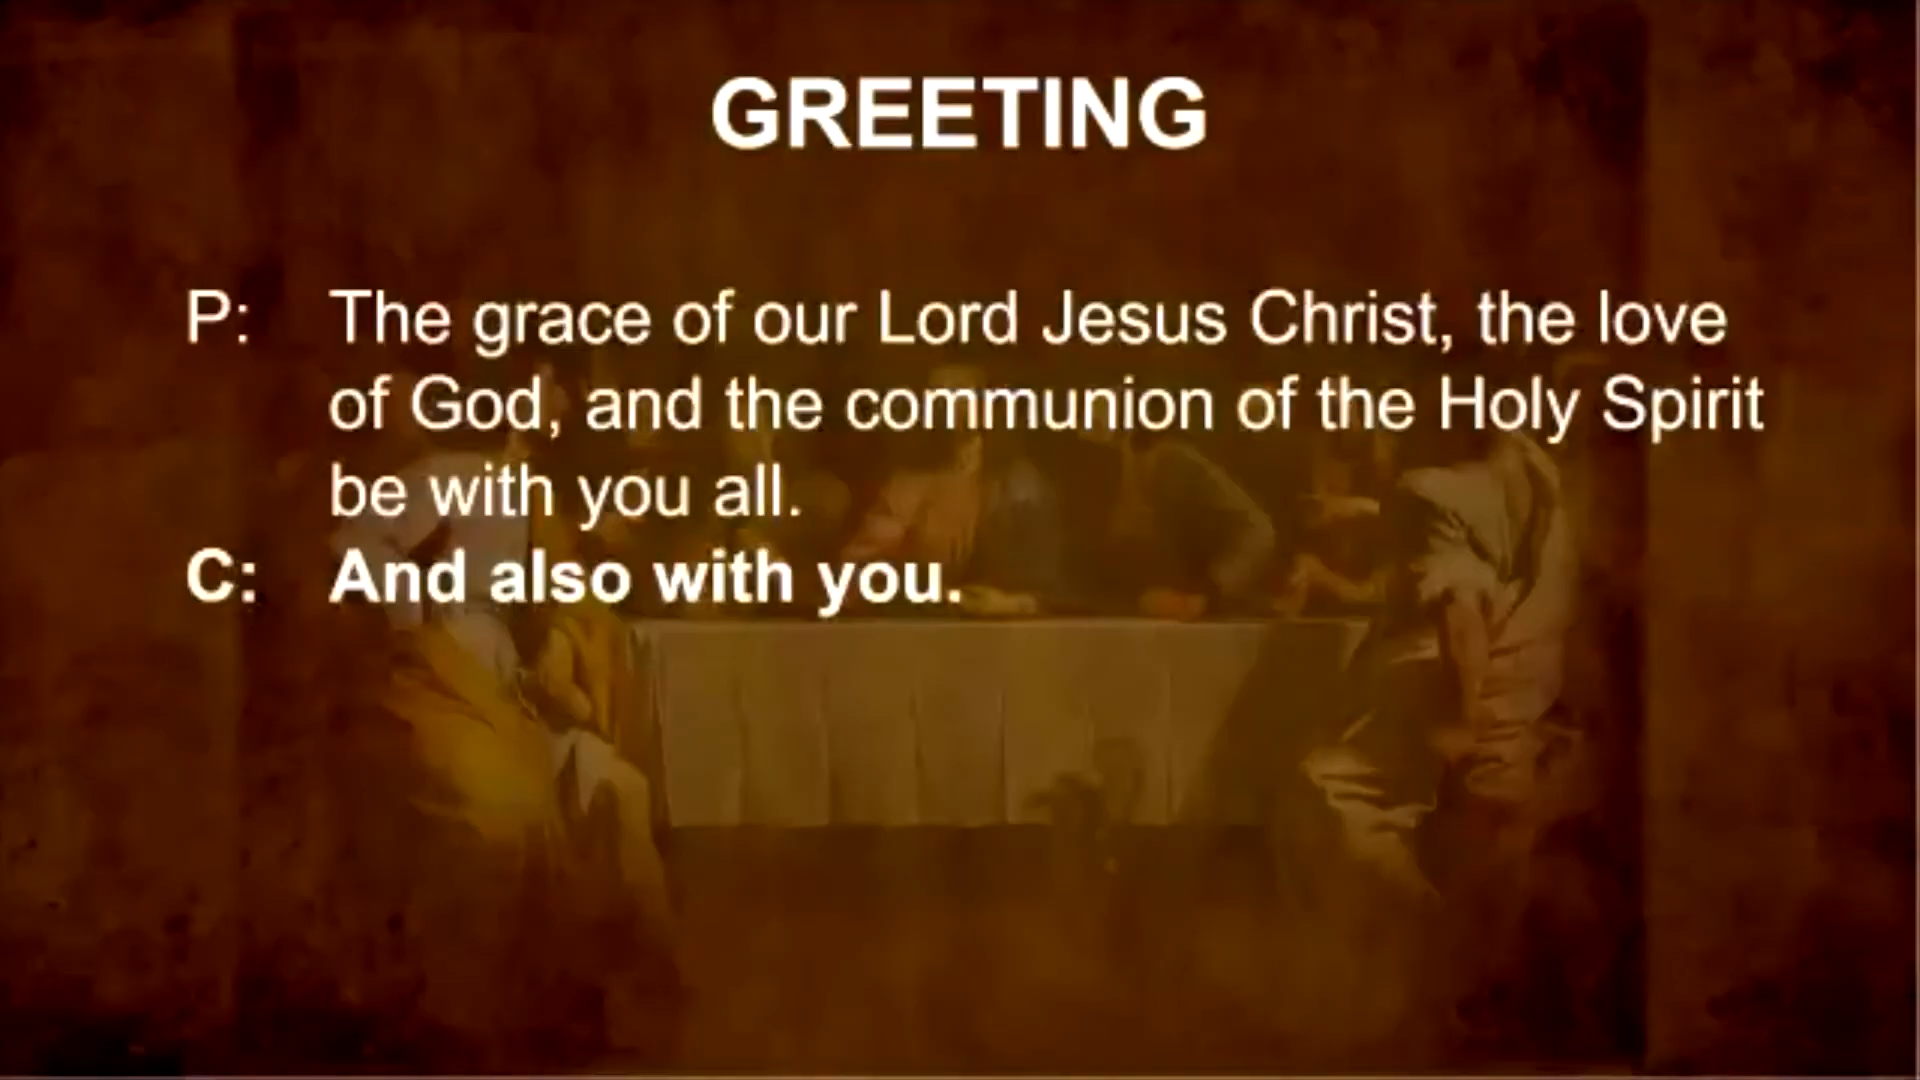 GREETING
P: The grace of our Lord Jesus Christ, the love
of God, and the communion of the Holy Spirit
be with you all.
C: And also with you.